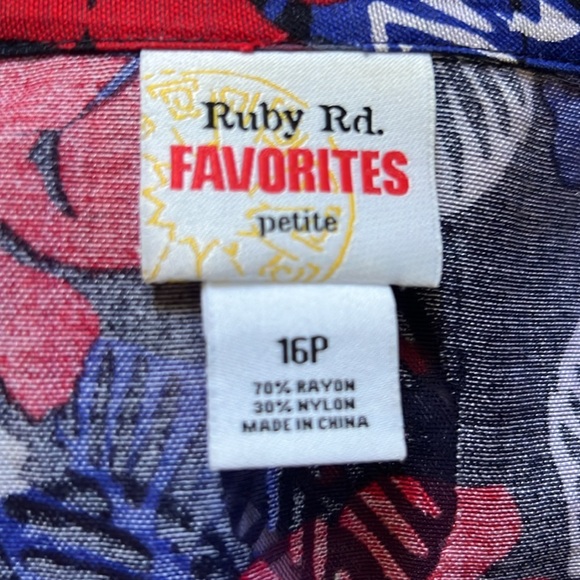 Ruby Rd.
FAVORITES
petite
16P
70% RAYON
30% NYLON
MADE IN CHINA